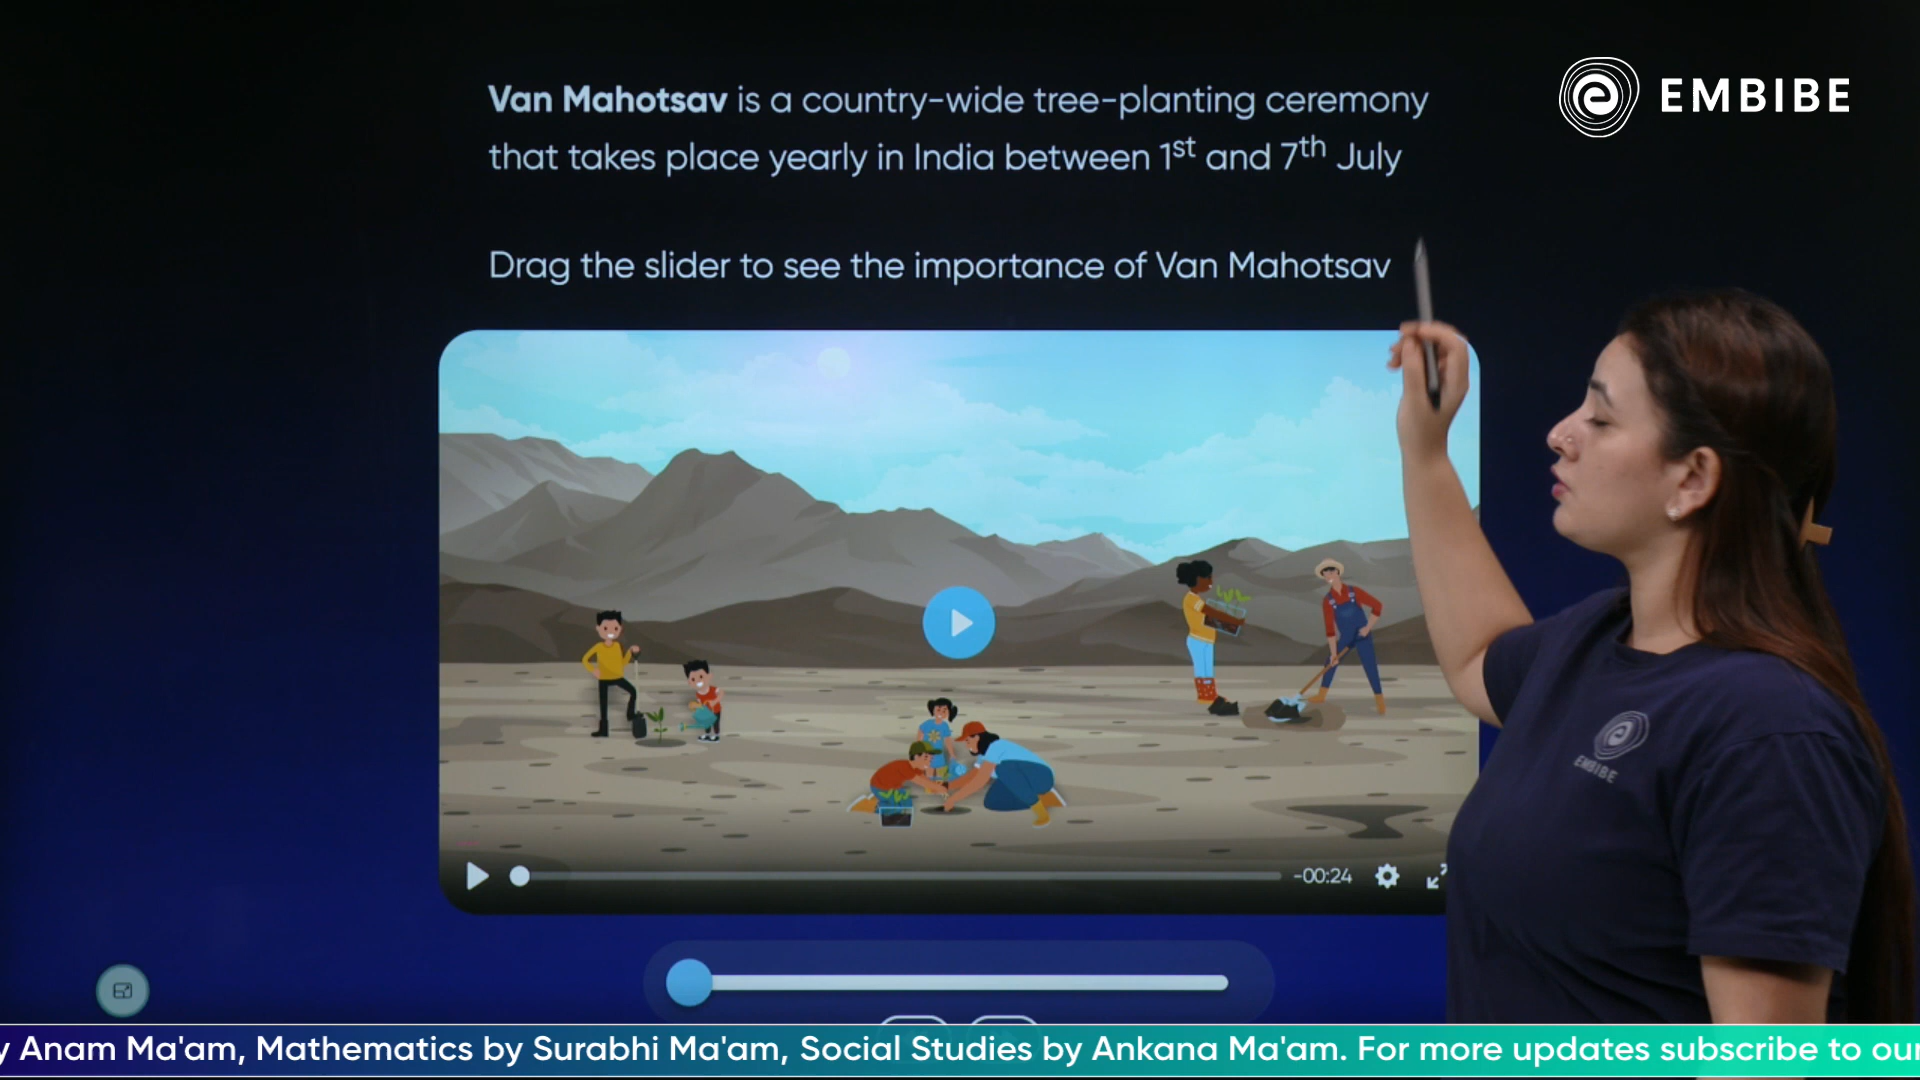 EMBIBE
Van Mahotsav is a country-wide tree-planting ceremony
that takes place yearly in India between 1st and 7th July
Drag the slider to see the importance of Van Mahotsav
-00:24
EMBIBE
Anam Ma'am, Mathematics by Surabhi Ma'am, Social Studies by Ankana Ma'am. For more updates subscribe to our